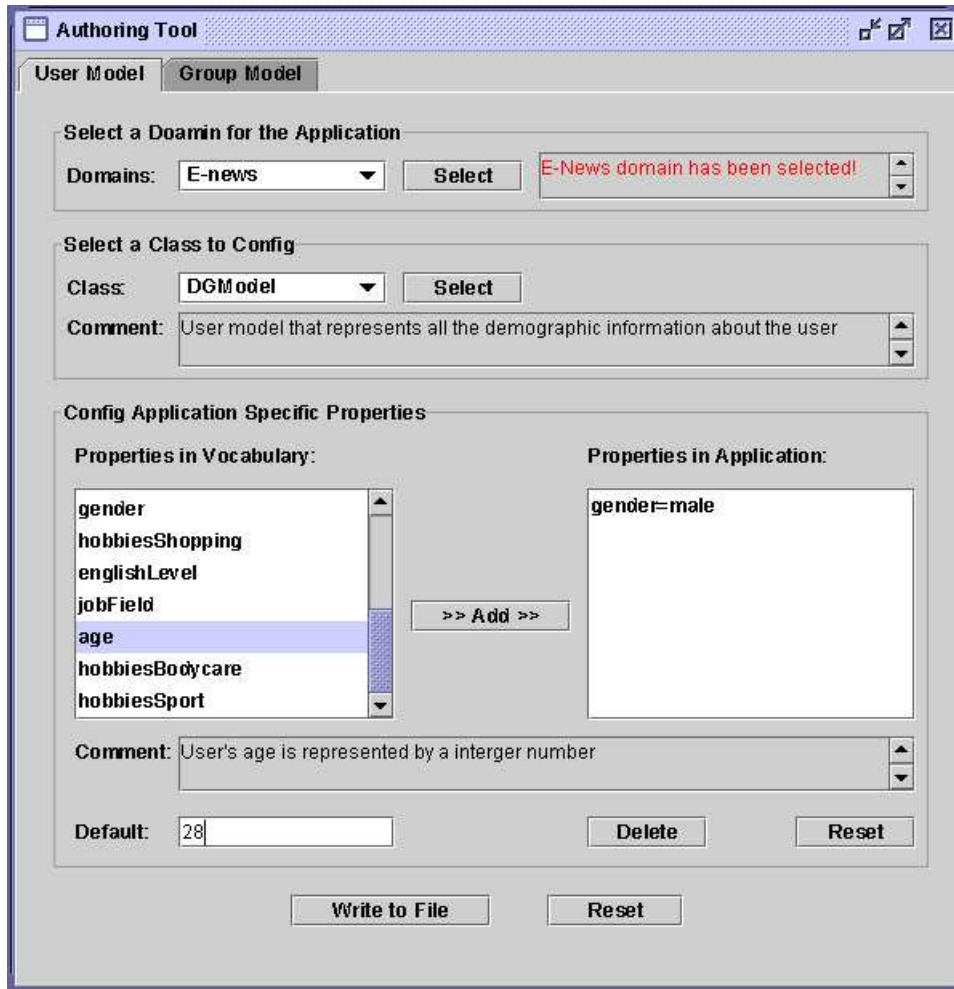 Authoring Tool
User Model Group Model
Select a Doamin for the Application
Domains: E-news Select E-News domain has been selected!
Select a Class to Config
Class: DGModel Select
Comment: User model that represents all the demographic information about the user
Config Application Specific Properties
Properties in Vocabulary: Properties in Application:
gender gender=male
hobbiesShopping
englishLevel
jobField
>> Add >>
age
hobbiesBodycare
hobbiesSport
Comment: User's age is represented by a interger number
Default: 28 Delete Reset
Write to File Reset